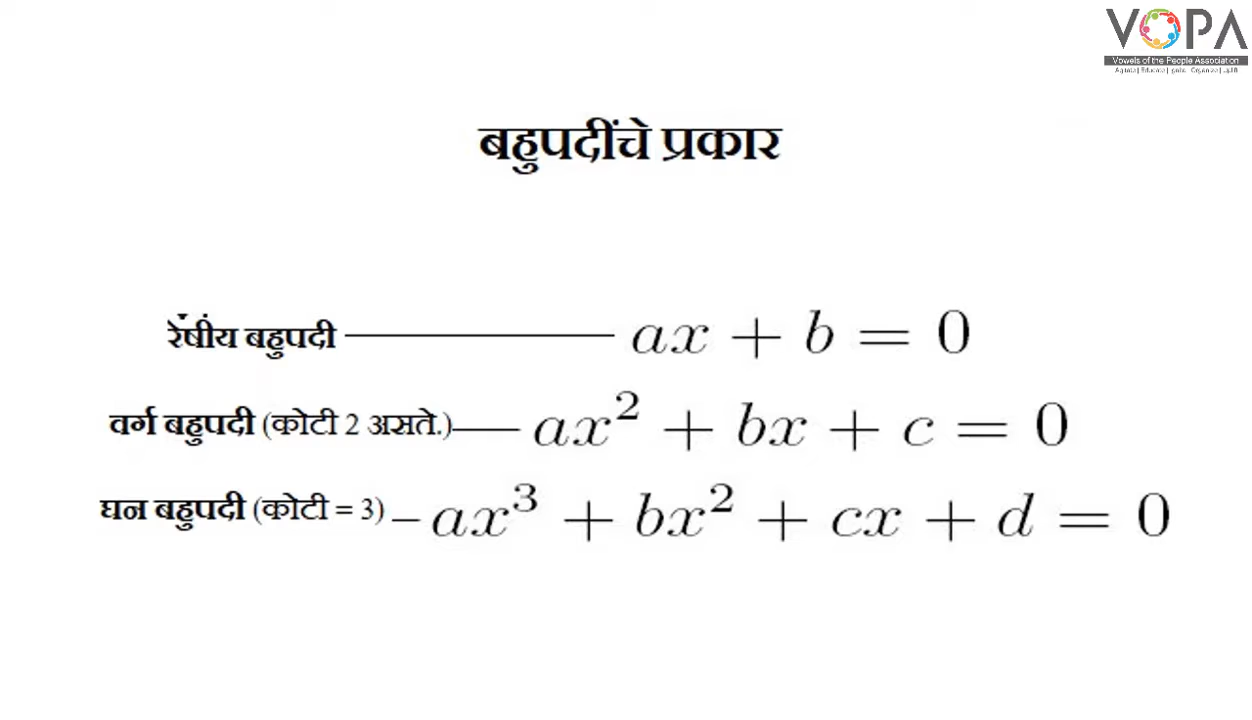 VOPA
Vowels of the People Association
बहुपदींचे प्रकार
रेषीय बहुपदी ——— ax + b = 0
वर्ग बहुपदी (कोटी 2 असते.) — ax² + bx + c = 0
घन बहुपदी (कोटी = 3) – ax³ + bx² + cx + d = 0